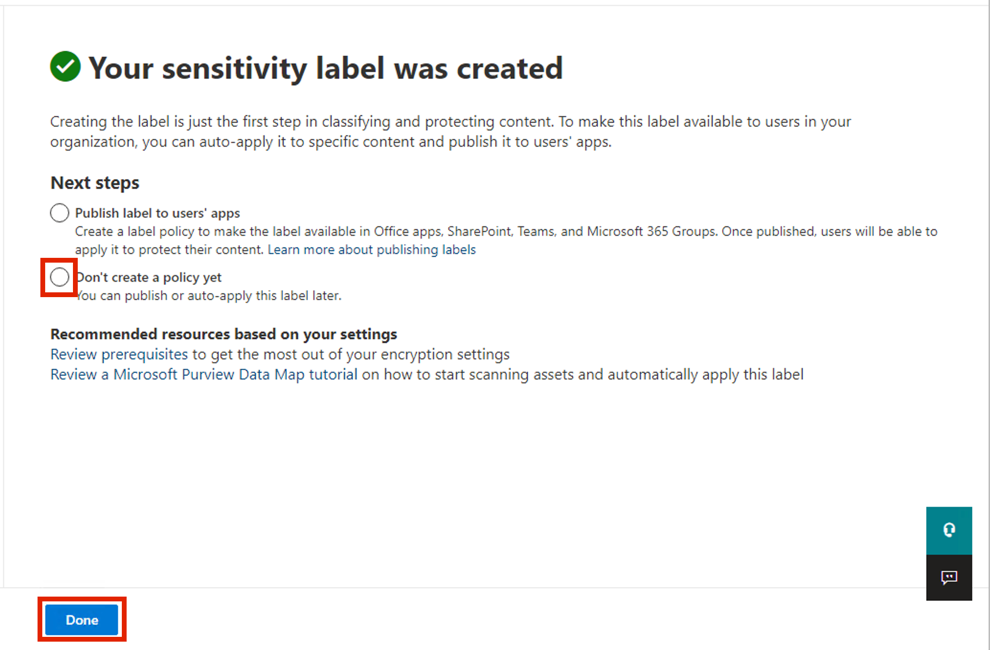 Your sensitivity label was created
Creating the label is just the first step in classifying and protecting content. To make this label available to users in your
organization, you can auto-apply it to specific content and publish it to users' apps.
Next steps
Publish label to users' apps
Create a label policy to make the label available in Office apps, SharePoint, Teams, and Microsoft 365 Groups. Once published, users will be able to
apply it to protect their content. Learn more about publishing labels
Don't create a policy yet
You can publish or auto-apply this label later.
Recommended resources based on your settings
Review prerequisites to get the most out of your encryption settings
Review a Microsoft Purview Data Map tutorial on how to start scanning assets and automatically apply this label
Done